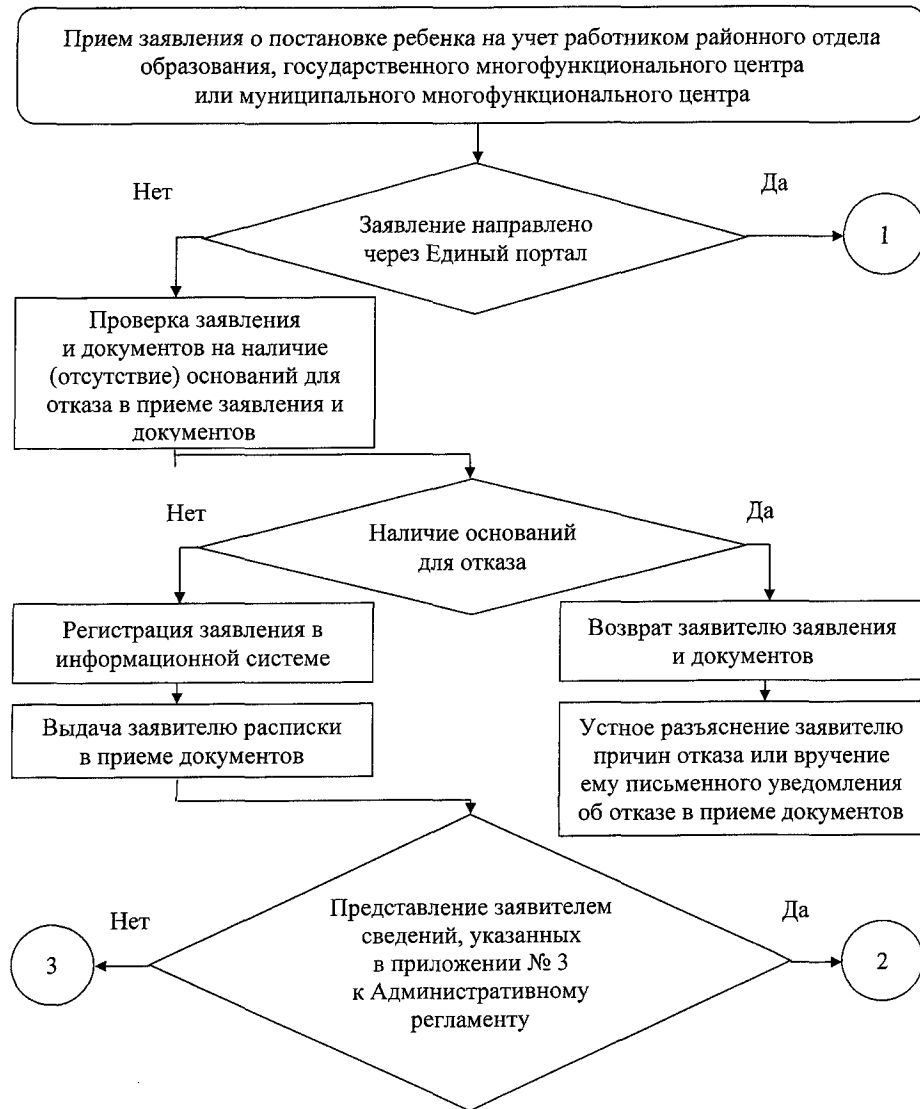 Прием заявления о постановке ребенка на учет работником районного отдела
образования, государственного многофункционального центра
или муниципального многофункционального центра
Нет
Да
Заявление направлено
через Единый портал
1
Проверка заявления
и документов на наличие
(отсутствие) оснований для
отказа в приеме заявления и
документов
Нет
Да
Наличие оснований
для отказа
Регистрация заявления в
информационной системе
Возврат заявителю заявления
и документов
Выдача заявителю расписки
в приеме документов
Устное разъяснение заявителю
причин отказа или вручение
ему письменного уведомления
об отказе в приеме документов
Нет
Да
Представление заявителем
сведений, указанных
в приложении № 3
к Административному
регламенту
3
2